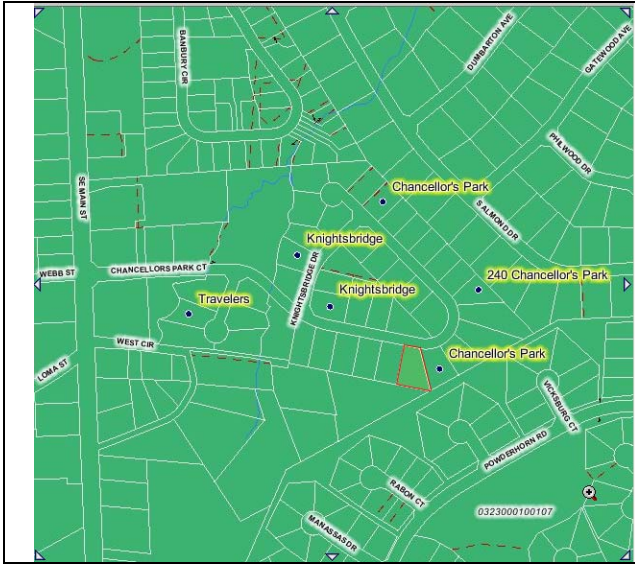 BANBURY CIR
DUMBARTON AVE
GATEWOOD AVE
PHILWOOD DR
SE MAIN ST
Chancellor's Park
S ALMOND DR
Knightsbridge
WEBB ST
CHANCELLORS PARK CT
KNIGHTSBRIDGE DR
240 Chancellor's Park
Knightsbridge
Travelers
WEST CIR
Chancellor's Park
LOMA ST
VICKSBURG CT
POWDERHORN RD
RABON CT
0323000100107
MANASSAS DR